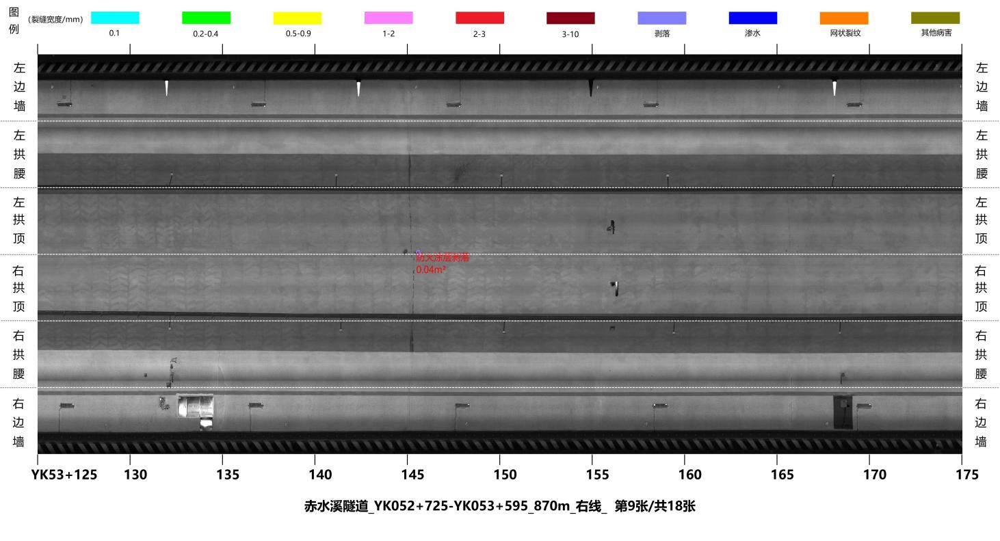 图例
(裂缝宽度/mm)
0.1
0.2-0.4
0.5-0.9
1-2
2-3
3-10
剥落
渗水
网状裂纹
其他病害
左边墙
左边墙
左拱腰
左拱腰
左拱顶
左拱顶
防火涂层剥落
0.04m²
右拱顶
右拱顶
右拱腰
右拱腰
右边墙
右边墙
YK53+125 130 135 140 145 150 155 160 165 170 175
赤水溪隧道_YK052+725-YK053+595_870m_右线_ 第9张/共18张